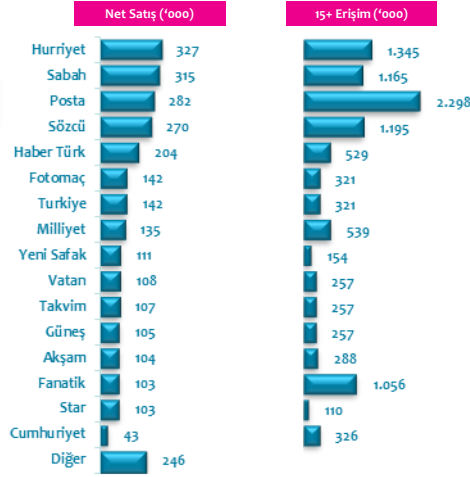 Net Satış (‘000) 15+ Erişim (‘000)
Hurriyet 327 1.345
Sabah 315 1.165
Posta 282 2.298
Sözcü 270 1.195
Haber Türk 204 529
Fotomaç 142 321
Turkiye 142 321
Milliyet 135 539
Yeni Safak 111 154
Vatan 108 257
Takvim 107 257
Güneş 105 257
Akşam 104 288
Fanatik 103 1.056
Star 103 110
Cumhuriyet 43 326
Diğer 246